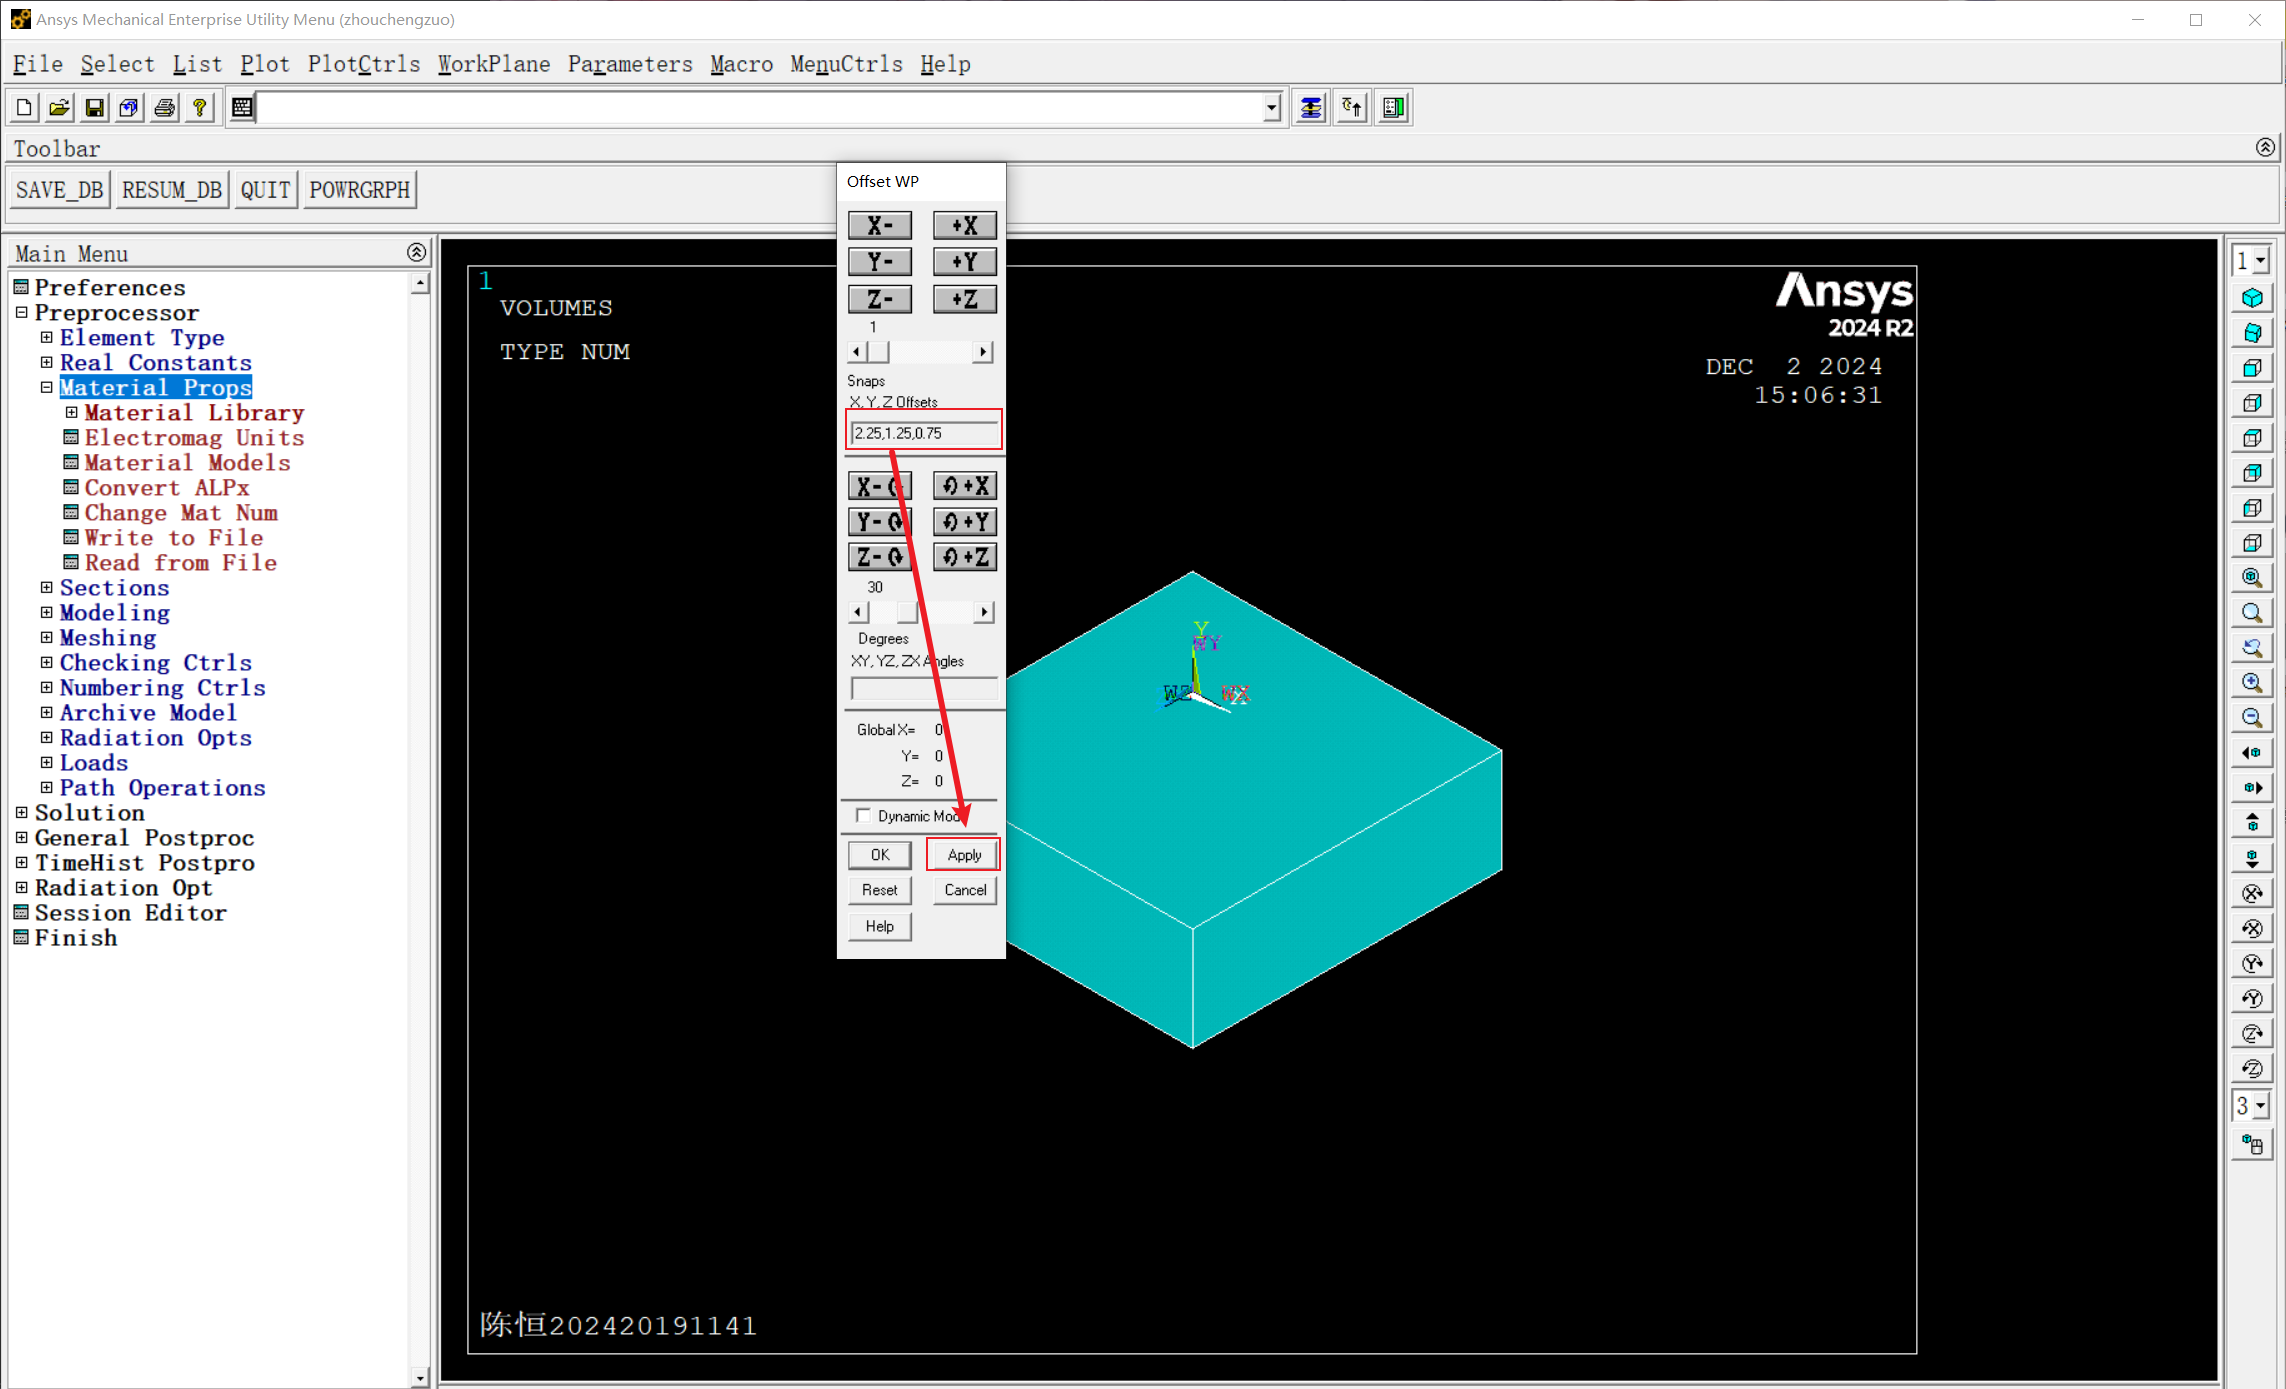 Ansys Mechanical Enterprise Utility Menu (zhouchengzuo)
File Select List Plot PlotCtrls WorkPlane Parameters Macro MenuCtrls Help
Toolbar
SAVE_DB RESUM_DB QUIT POWRGRPH
Main Menu
Preferences
Preprocessor
Element Type
Real Constants
Material Props
Material Library
Electromag Units
Material Models
Convert ALPx
Change Mat Num
Write to File
Read from File
Sections
Modeling
Meshing
Checking Ctrls
Numbering Ctrls
Archive Model
Radiation Opts
Loads
Path Operations
Solution
General Postproc
TimeHist Postpro
Radiation Opt
Session Editor
Finish
Offset WP
X- +X
Y- +Y
Z- +Z
1
Snaps
X,Y,Z Offsets
2.25,1.25,0.75
X- +X
Y- +Y
Z- +Z
30
Degrees
XY,YZ,ZX Angles
Global X= 0
Y= 0
Z= 0
Dynamic Mod
OK Apply
Reset Cancel
Help
1
VOLUMES
TYPE NUM
Ansys
2024 R2
DEC 2 2024
15:06:31
Y
WY
WZ
WX
陈恒202420191141
1
3